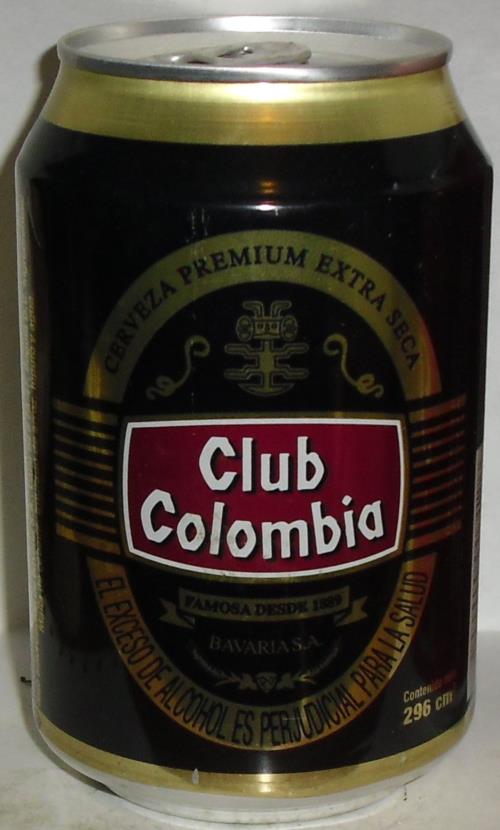 CERVEZA PREMIUM EXTRA SECA
Club
Colombia
FAMOSA DESDE 1889
BAVARIA S.A.
EL EXCESO DE ALCOHOL ES PERJUDICIAL PARA LA SALUD
Contenido
296 cm